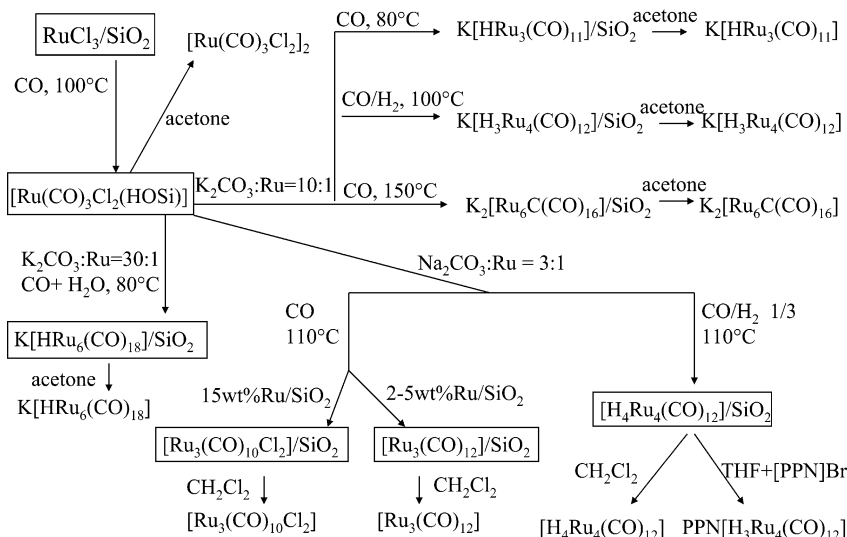 RuCl₃/SiO₂
CO, 100°C
[Ru(CO)₃Cl₂]₂
acetone
CO, 80°C
K[HRu₃(CO)₁₁]/SiO₂
acetone
K[HRu₃(CO)₁₁]
CO/H₂, 100°C
K[H₃Ru₄(CO)₁₂]/SiO₂
acetone
K[H₃Ru₄(CO)₁₂]
[Ru(CO)₃Cl₂(HOSi)]
K₂CO₃:Ru=10:1
CO, 150°C
K₂[Ru₆C(CO)₁₆/SiO₂
acetone
K₂[Ru₆C(CO)₁₆]
K₂CO₃:Ru=30:1
CO+ H₂O, 80°C
Na₂CO₃:Ru = 3:1
K[HRu₆(CO)₁₈]/SiO₂
acetone
K[HRu₆(CO)₁₈]
CO
110°C
CO/H₂ 1/3
110°C
15wt%Ru/SiO₂
2-5wt%Ru/SiO₂
[Ru₃(CO)₁₀Cl₂]/SiO₂
[Ru₃(CO)₁₂]/SiO₂
[H₄Ru₄(CO)₁₂]/SiO₂
CH₂Cl₂
CH₂Cl₂
CH₂Cl₂
THF+[PPN]Br
[Ru₃(CO)₁₀Cl₂]
[Ru₃(CO)₁₂]
[H₄Ru₄(CO)₁₂]
PPN[H₃Ru₄(CO)₁₂]